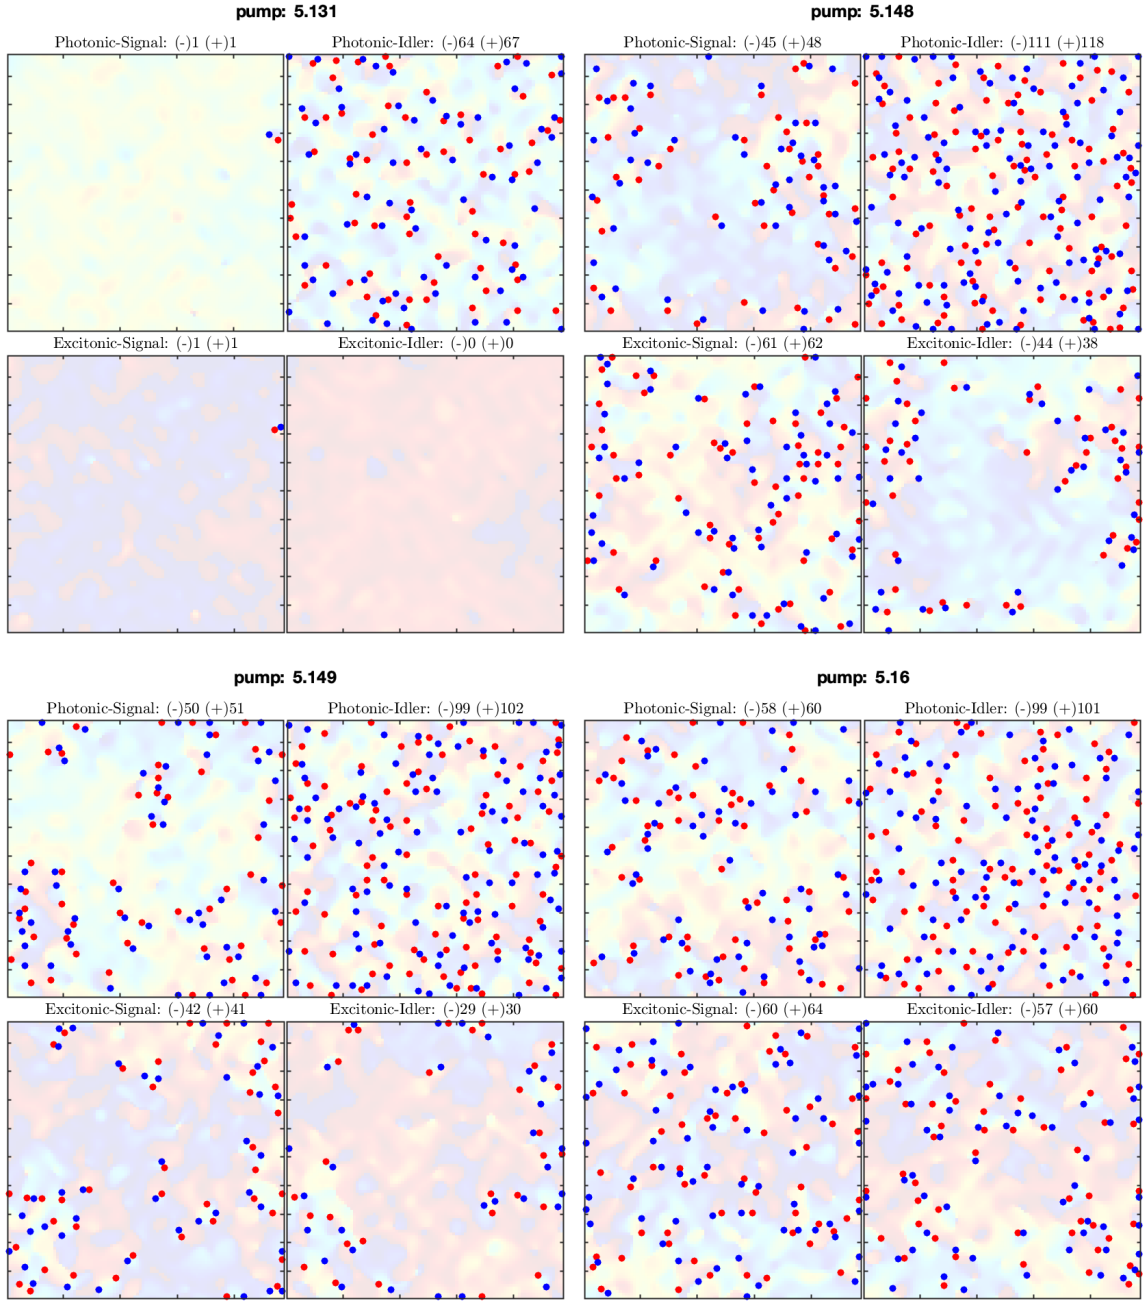 pump: 5.131
Photonic-Signal: (-)1 (+)1
Photonic-Idler: (-)64 (+)67
Excitonic-Signal: (-)1 (+)1
Excitonic-Idler: (-)0 (+)0
pump: 5.148
Photonic-Signal: (-)45 (+)48
Photonic-Idler: (-)111 (+)118
Excitonic-Signal: (-)61 (+)62
Excitonic-Idler: (-)44 (+)38
pump: 5.149
Photonic-Signal: (-)50 (+)51
Photonic-Idler: (-)99 (+)102
Excitonic-Signal: (-)42 (+)41
Excitonic-Idler: (-)29 (+)30
pump: 5.16
Photonic-Signal: (-)58 (+)60
Photonic-Idler: (-)99 (+)101
Excitonic-Signal: (-)60 (+)64
Excitonic-Idler: (-)57 (+)60